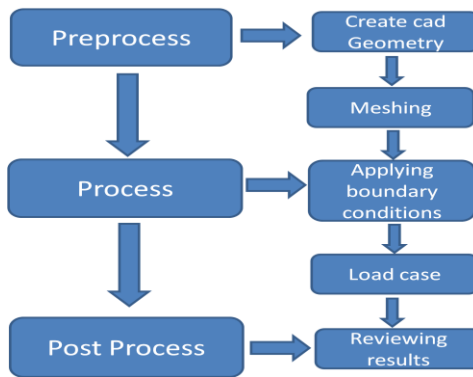 Preprocess
Create cad
Geometry
Meshing
Process
Applying
boundary
conditions
Load case
Post Process
Reviewing
results